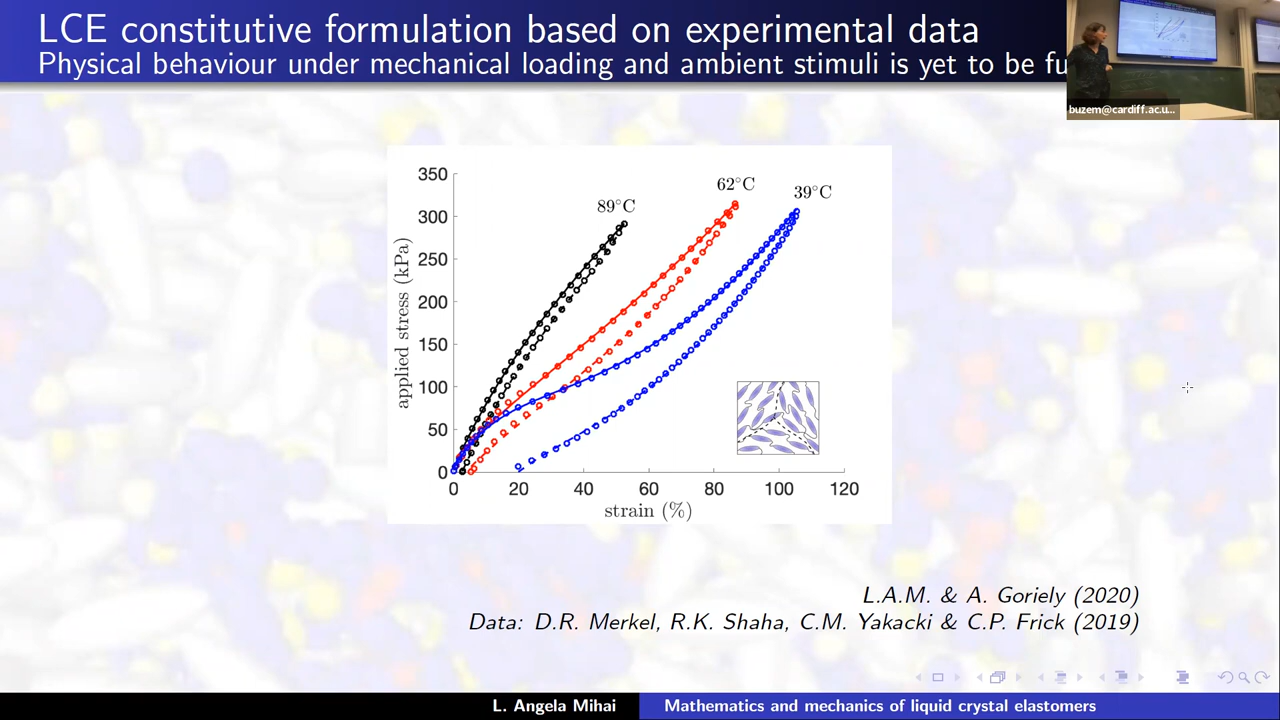 LCE constitutive formulation based on experimental data
Physical behaviour under mechanical loading and ambient stimuli is yet to be fu
buzem@cardiff.ac.u...
350
300
250
200
150
100
50
0
applied stress (kPa)
89°C
62°C
39°C
0 20 40 60 80 100 120
strain (%)
L.A.M. & A. Goriely (2020)
Data: D.R. Merkel, R.K. Shaha, C.M. Yakacki & C.P. Frick (2019)
L. Angela Mihai
Mathematics and mechanics of liquid crystal elastomers